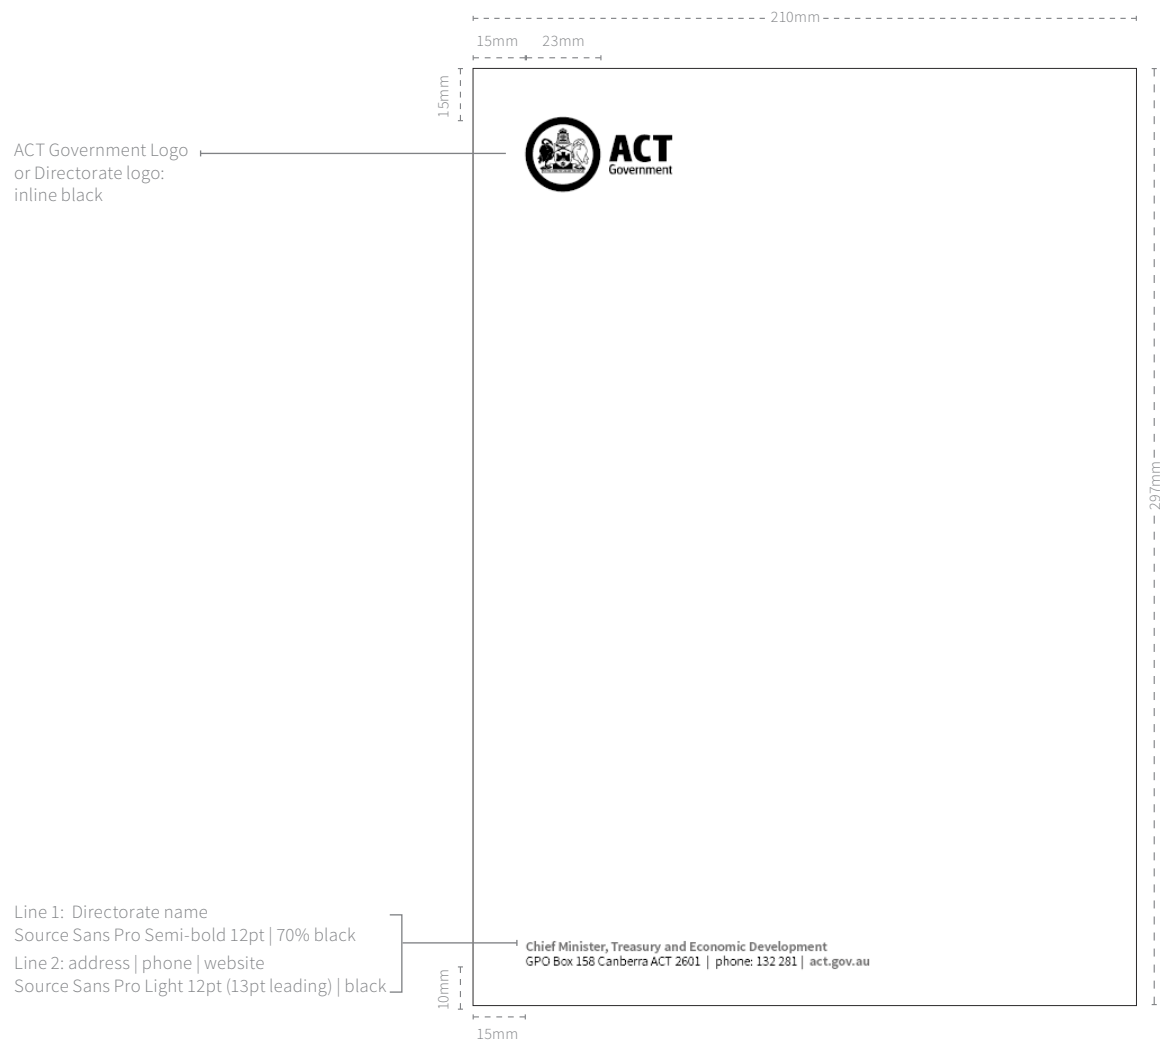 210mm
15mm 23mm
15mm
ACT Government Logo
or Directorate logo:
inline black
ACT
Government
297mm
Line 1: Directorate name
Source Sans Pro Semi-bold 12pt | 70% black
Line 2: address | phone | website
Source Sans Pro Light 12pt (13pt leading) | black
Chief Minister, Treasury and Economic Development
GPO Box 158 Canberra ACT 2601 | phone: 132 281 | act.gov.au
10mm
15mm